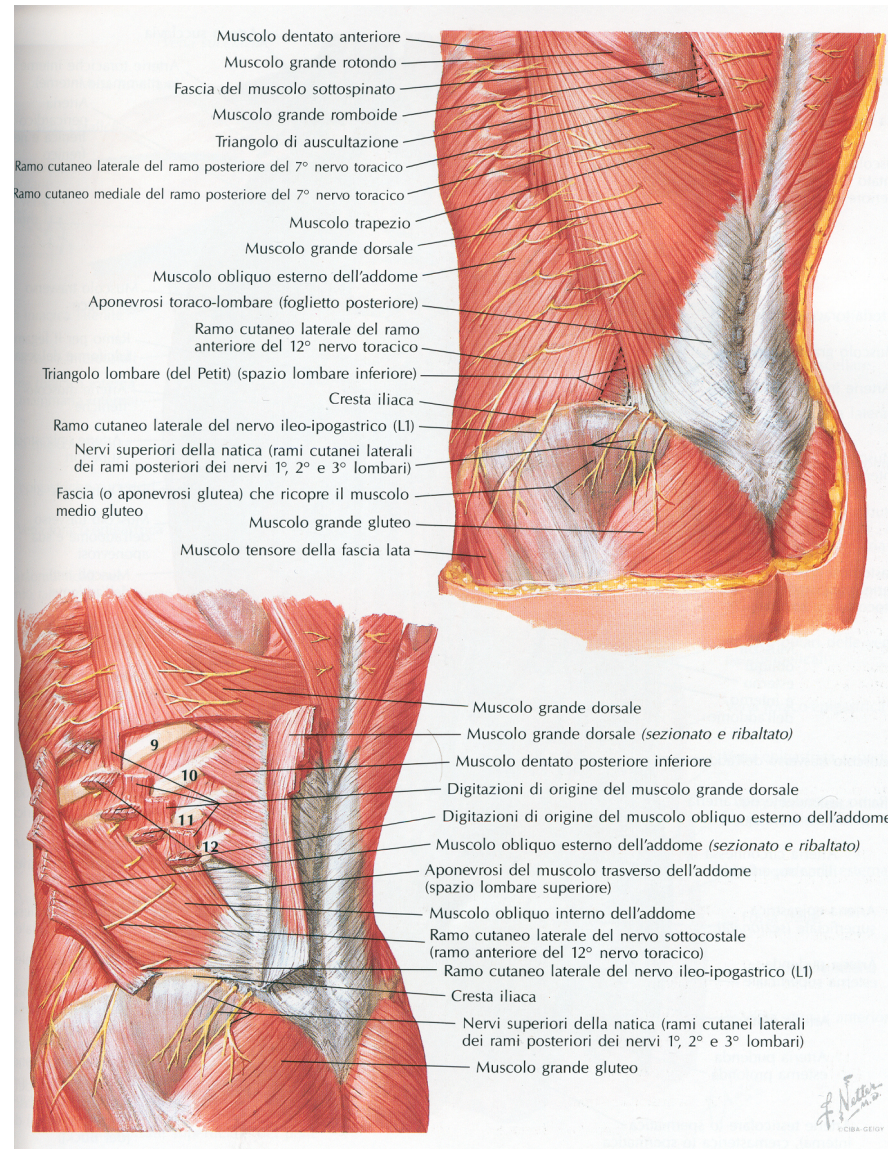 Muscolo dentato anteriore
Muscolo grande rotondo
Fascia del muscolo sottospinato
Muscolo grande romboide
Triangolo di auscultazione
Ramo cutaneo laterale del ramo posteriore del 7° nervo toracico
Ramo cutaneo mediale del ramo posteriore del 7° nervo toracico
Muscolo trapezio
Muscolo grande dorsale
Muscolo obliquo esterno dell'addome
Aponevrosi toraco-lombare (foglietto posteriore)
Ramo cutaneo laterale del ramo
anteriore del 12° nervo toracico
Triangolo lombare (del Petit) (spazio lombare inferiore)
Cresta iliaca
Ramo cutaneo laterale del nervo ileo-ipogastrico (L1)
Nervi superiori della natica (rami cutanei laterali
dei rami posteriori dei nervi 1°, 2° e 3° lombari)
Fascia (o aponevrosi glutea) che ricopre il muscolo
medio gluteo
Muscolo grande gluteo
Muscolo tensore della fascia lata
Muscolo grande dorsale
Muscolo grande dorsale (sezionato e ribaltato)
Muscolo dentato posteriore inferiore
Digitazioni di origine del muscolo grande dorsale
Digitazioni di origine del muscolo obliquo esterno dell'addome
Muscolo obliquo esterno dell'addome (sezionato e ribaltato)
Aponevrosi del muscolo trasverso dell'addome
(spazio lombare superiore)
Muscolo obliquo interno dell'addome
Ramo cutaneo laterale del nervo sottocostale
(ramo anteriore del 12° nervo toracico)
Ramo cutaneo laterale del nervo ileo-ipogastrico (L1)
Cresta iliaca
Nervi superiori della natica (rami cutanei laterali
dei rami posteriori dei nervi 1°, 2° e 3° lombari)
Muscolo grande gluteo
9
10
11
12
F. Netter
M.D.
©CIBA-GEIGY